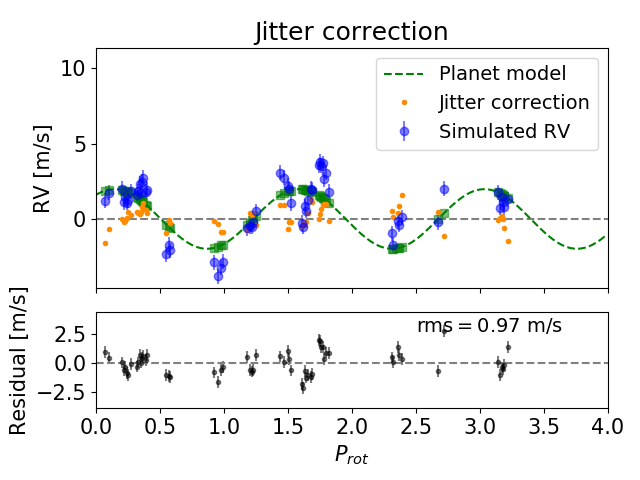 Jitter correction
10
5
0
RV [m/s]
Planet model
Jitter correction
Simulated RV
2.5
0.0
−2.5
Residual [m/s]
rms = 0.97 m/s
0.0 0.5 1.0 1.5 2.0 2.5 3.0 3.5 4.0
P_rot